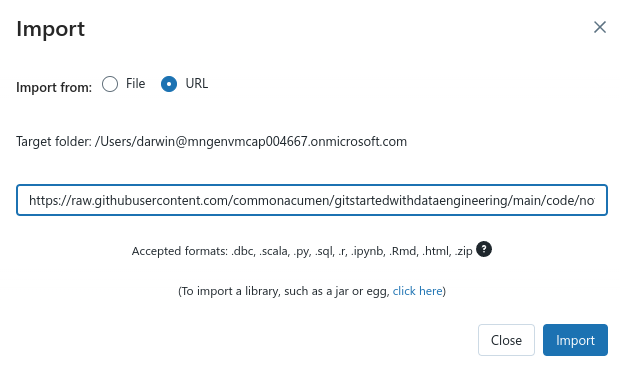 Import
Import from: File URL
Target folder: /Users/darwin@mngenvmcap004667.onmicrosoft.com
https://raw.githubusercontent.com/commonacumen/gitstartedwithdataengineering/main/code/no
Accepted formats: .dbc, .scala, .py, .sql, .r, .ipynb, .Rmd, .html, .zip ?
(To import a library, such as a jar or egg, click here)
Close Import